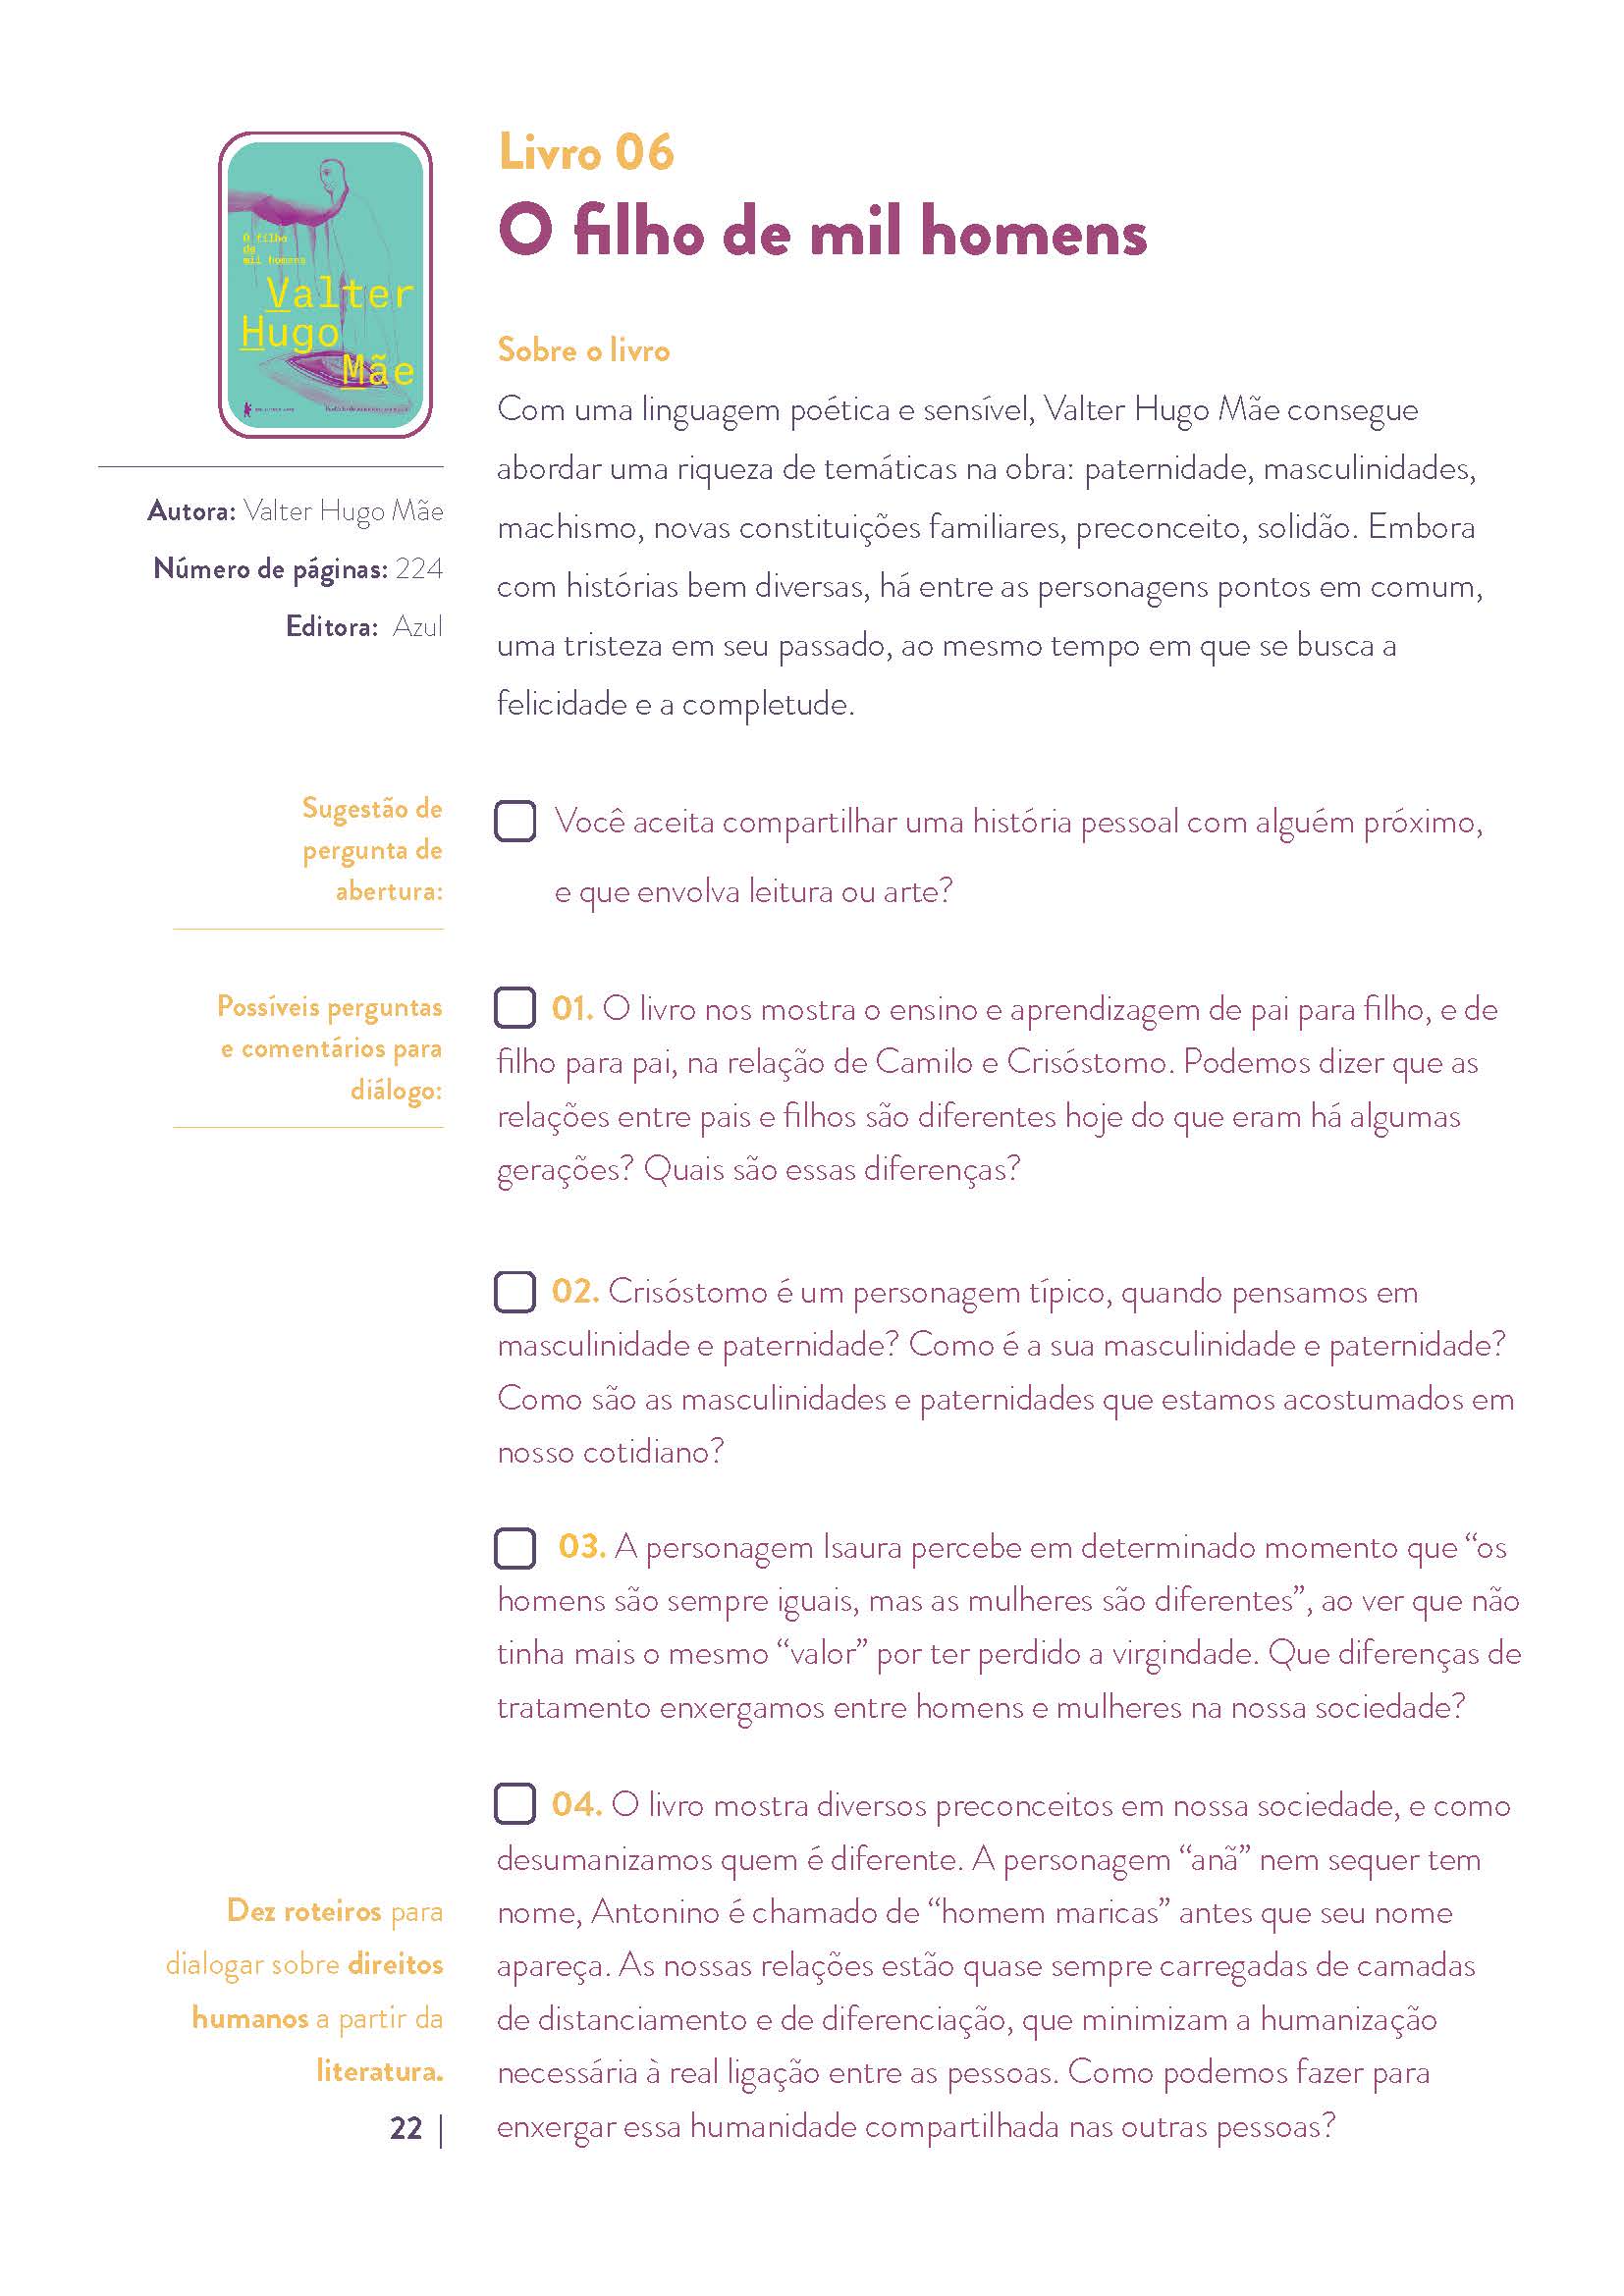 O filho
de
mil homens
Valter
Hugo
Mãe
Autora: Valter Hugo Mãe
Número de páginas: 224
Editora: Azul
Livro 06
O filho de mil homens
Sobre o livro
Com uma linguagem poética e sensível, Valter Hugo Mãe consegue
abordar uma riqueza de temáticas na obra: paternidade, masculinidades,
machismo, novas constituições familiares, preconceito, solidão. Embora
com histórias bem diversas, há entre as personagens pontos em comum,
uma tristeza em seu passado, ao mesmo tempo em que se busca a
felicidade e a completude.
Sugestão de
pergunta de
abertura:
Você aceita compartilhar uma história pessoal com alguém próximo,
e que envolva leitura ou arte?
Possíveis perguntas
e comentários para
diálogo:
01. O livro nos mostra o ensino e aprendizagem de pai para filho, e de
filho para pai, na relação de Camilo e Crisóstomo. Podemos dizer que as
relações entre pais e filhos são diferentes hoje do que eram há algumas
gerações? Quais são essas diferenças?
02. Crisóstomo é um personagem típico, quando pensamos em
masculinidade e paternidade? Como é a sua masculinidade e paternidade?
Como são as masculinidades e paternidades que estamos acostumados em
nosso cotidiano?
03. A personagem Isaura percebe em determinado momento que “os
homens são sempre iguais, mas as mulheres são diferentes”, ao ver que não
tinha mais o mesmo “valor” por ter perdido a virgindade. Que diferenças de
tratamento enxergamos entre homens e mulheres na nossa sociedade?
04. O livro mostra diversos preconceitos em nossa sociedade, e como
desumanizamos quem é diferente. A personagem “anã” nem sequer tem
nome, Antonino é chamado de “homem maricas” antes que seu nome
apareça. As nossas relações estão quase sempre carregadas de camadas
de distanciamento e de diferenciação, que minimizam a humanização
necessária à real ligação entre as pessoas. Como podemos fazer para
enxergar essa humanidade compartilhada nas outras pessoas?
Dez roteiros para
dialogar sobre direitos
humanos a partir da
literatura.
22 |